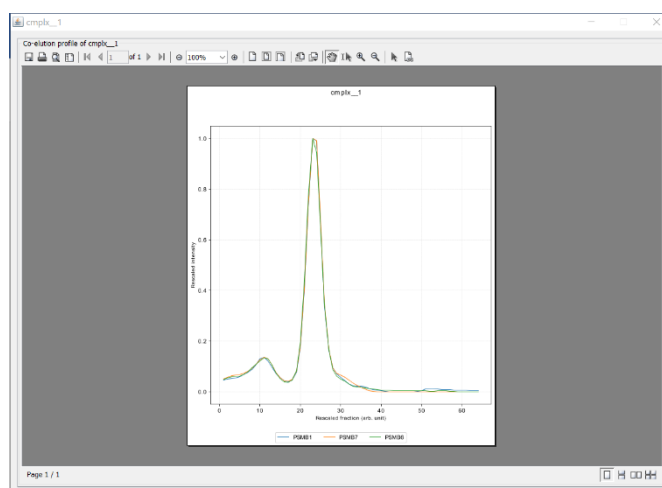 cmplx__1
Co-elution profile of cmplx__1
1 of 1 100%
cmplx__1
1.0
0.8
0.6
0.4
0.2
0.0
Rescaled intensity
0 10 20 30 40 50 60
Rescaled fraction (arb. unit)
PSMB1 PSMB7 PSMB6
Page 1 / 1